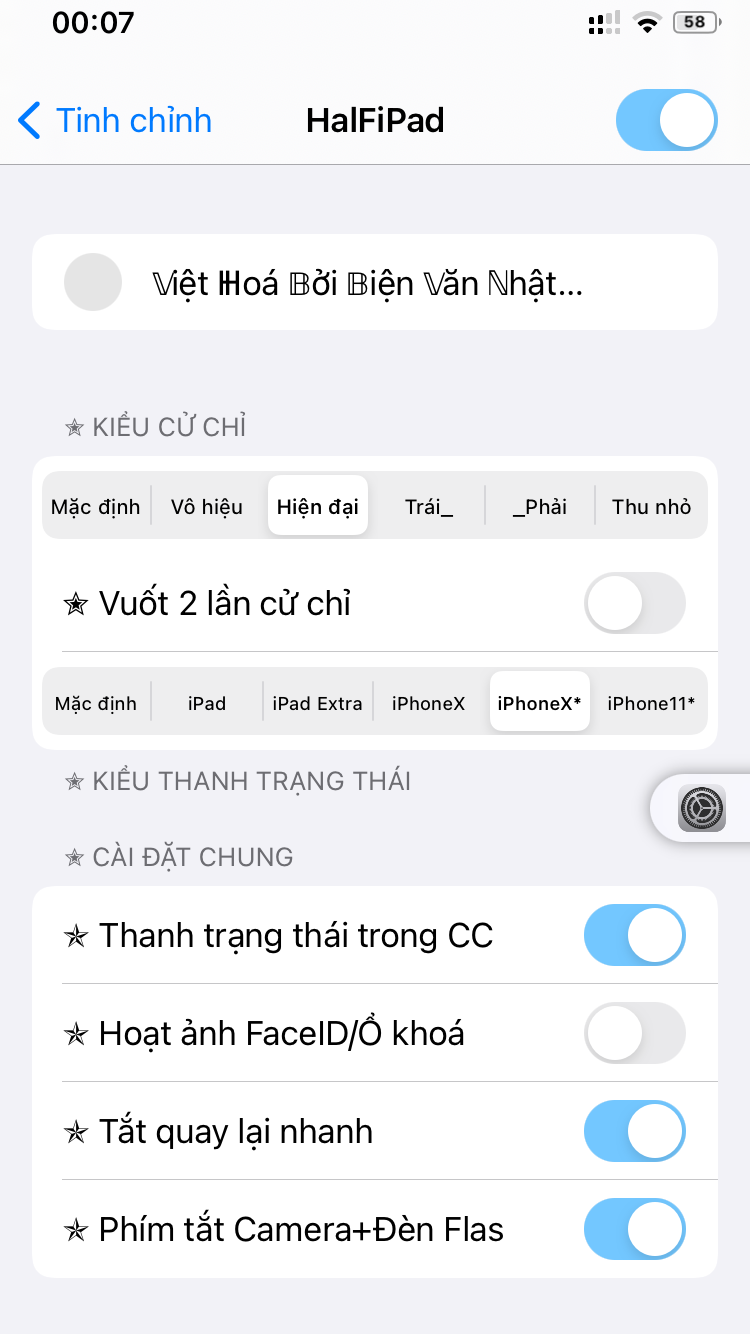 00:07
58
Tinh chỉnh
HalFiPad
𝕍iệt ℍoá 𝔹ởi 𝔹iện 𝕍ăn ℕhật...
✯ KIỂU CỬ CHỈ
Mặc định Vô hiệu Hiện đại Trái_ _Phải Thu nhỏ
✯ Vuốt 2 lần cử chỉ
Mặc định iPad iPad Extra iPhoneX iPhoneX* iPhone11*
✯ KIỂU THANH TRẠNG THÁI
✯ CÀI ĐẶT CHUNG
✯ Thanh trạng thái trong CC
✯ Hoạt ảnh FaceID/Ổ khoá
✯ Tắt quay lại nhanh
✯ Phím tắt Camera+Đèn Flas